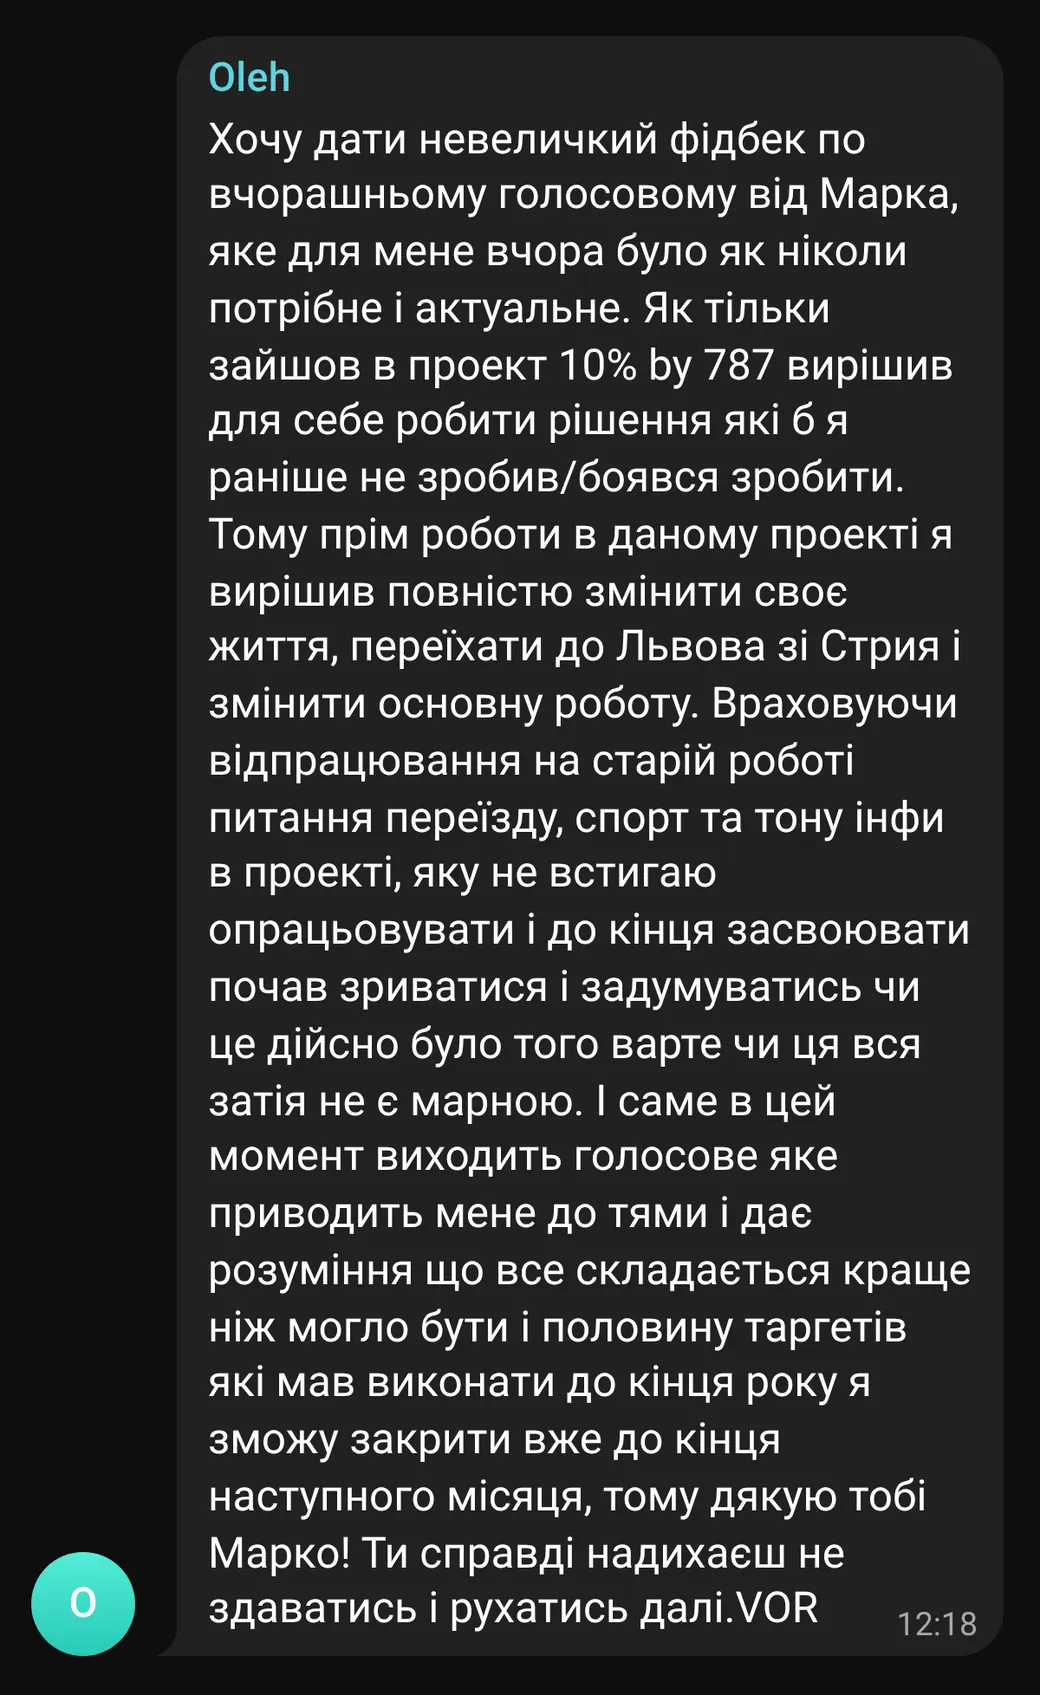 Oleh
Хочу дати невеличкий фідбек по
вчорашньому голосовому від Марка,
яке для мене вчора було як ніколи
потрібне і актуальне. Як тільки
зайшов в проект 10% by 787 вирішив
для себе робити рішення які б я
раніше не зробив/боявся зробити.
Тому прім роботи в даному проекті я
вирішив повністю змінити своє
життя, переїхати до Львова зі Стрия і
змінити основну роботу. Враховуючи
відпрацювання на старій роботі
питання переїзду, спорт та тону інфи
в проекті, яку не встигаю
опрацьовувати і до кінця засвоювати
почав зриватися і задумуватись чи
це дійсно було того варте чи ця вся
затія не є марною. І саме в цей
момент виходить голосове яке
приводить мене до тями і дає
розуміння що все складається краще
ніж могло бути і половину таргетів
які мав виконати до кінця року я
зможу закрити вже до кінця
наступного місяця, тому дякую тобі
Марко! Ти справді надихаєш не
здаватись і рухатись далі.VOR
12:18
O